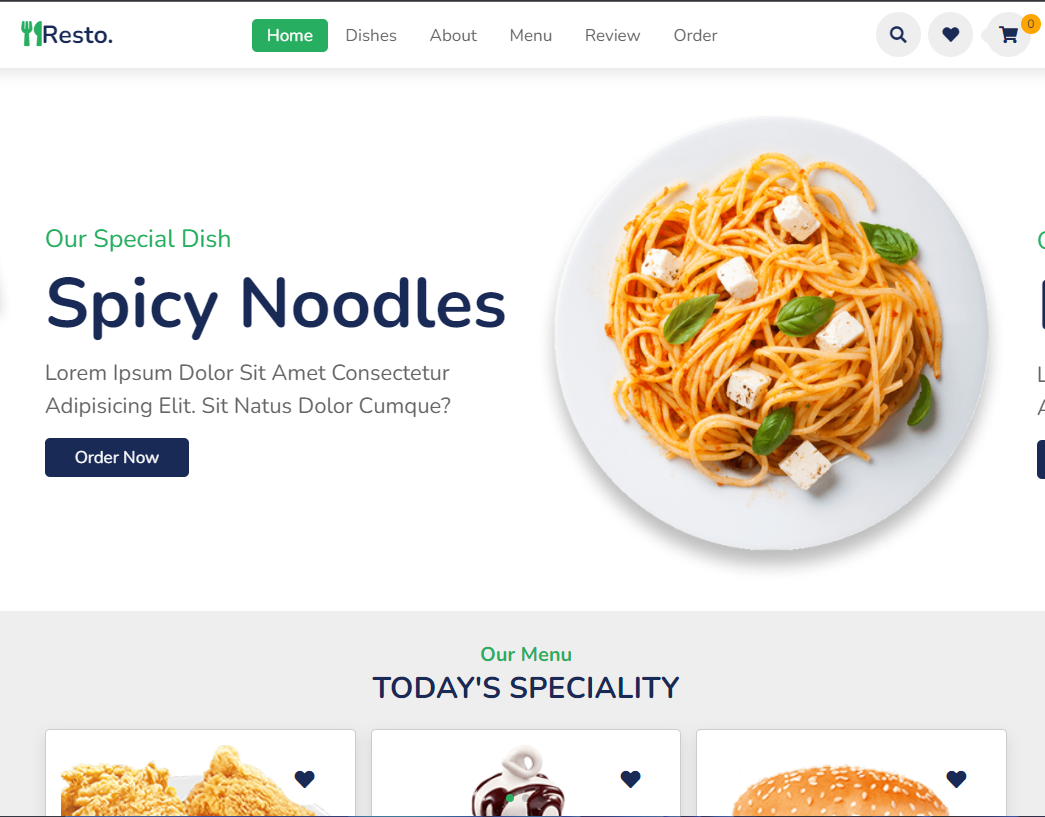 Resto.
Home Dishes About Menu Review Order
0
Our Special Dish
Spicy Noodles
Lorem Ipsum Dolor Sit Amet Consectetur
Adipisicing Elit. Sit Natus Dolor Cumque?
Order Now
Our Menu
TODAY'S SPECIALITY